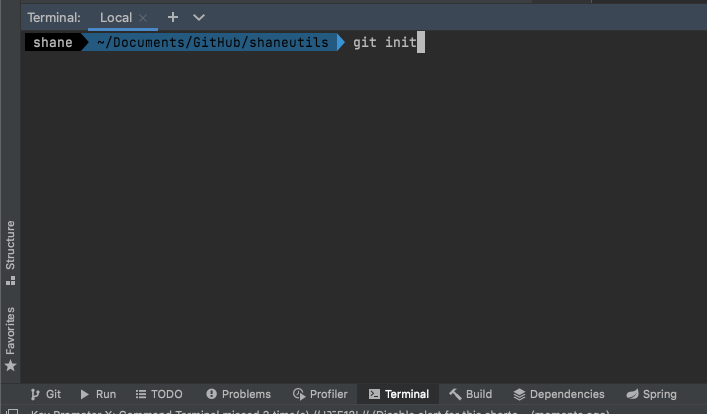 Terminal: Local
shane ~/Documents/GitHub/shaneutils git init
Structure
Favorites
Git Run TODO Problems Profiler Terminal Build Dependencies Spring